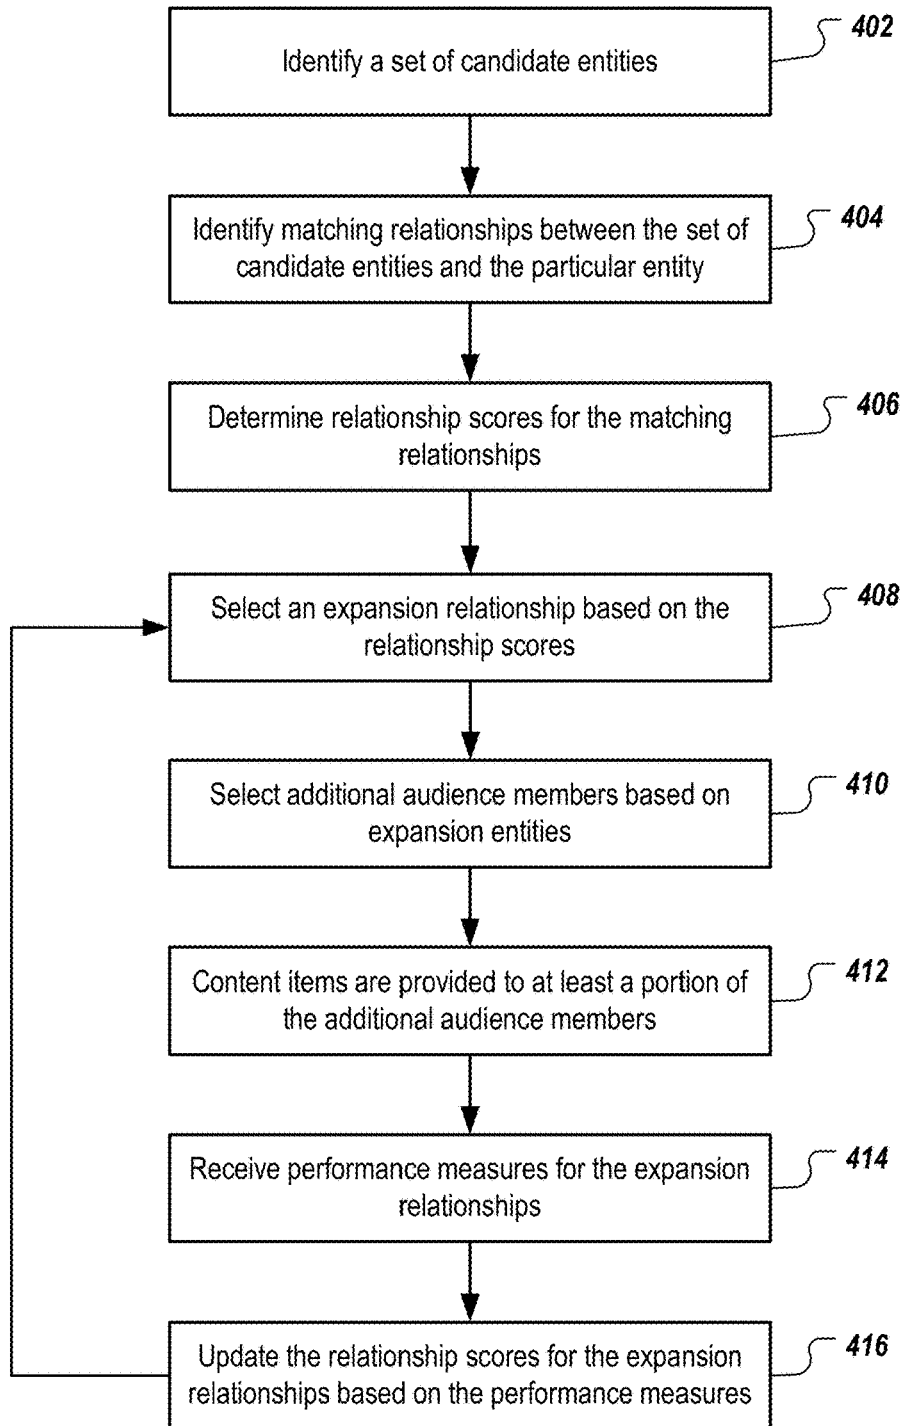 402
Identify a set of candidate entities
404
Identify matching relationships between the set of
candidate entities and the particular entity
406
Determine relationship scores for the matching
relationships
408
Select an expansion relationship based on the
relationship scores
410
Select additional audience members based on
expansion entities
412
Content items are provided to at least a portion of
the additional audience members
414
Receive performance measures for the expansion
relationships
416
Update the relationship scores for the expansion
relationships based on the performance measures